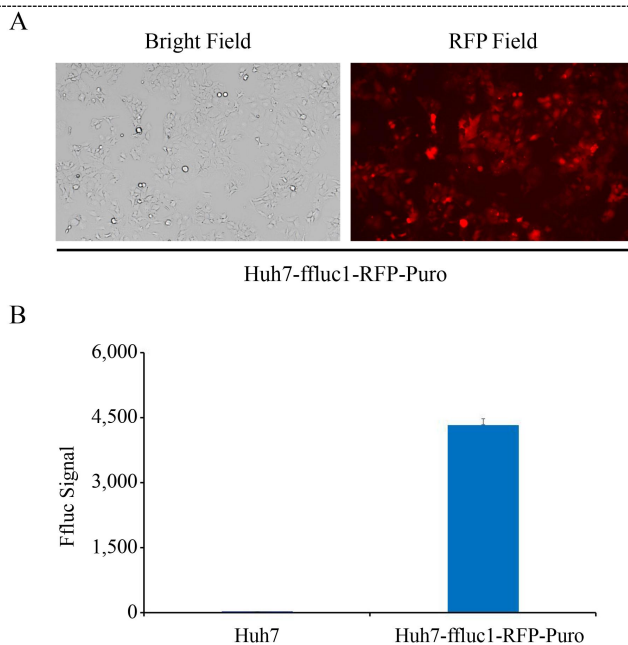 A
Bright Field
RFP Field
Huh7-ffluc1-RFP-Puro
B
6,000
4,500
3,000
1,500
0
Ffluc Signal
Huh7
Huh7-ffluc1-RFP-Puro